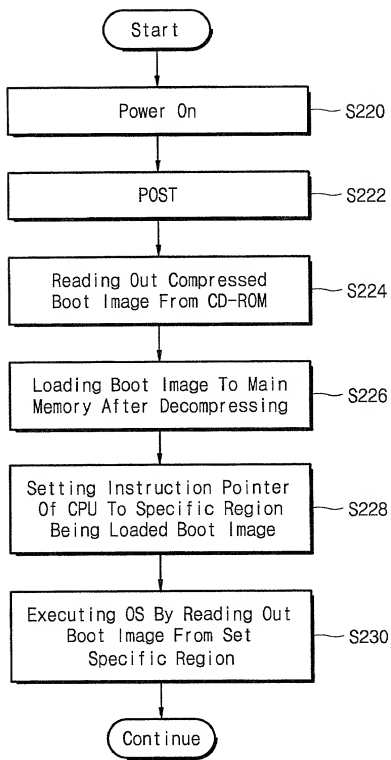 Start
Power On
S220
POST
S222
Reading Out Compressed
Boot Image From CD-ROM
S224
Loading Boot Image To Main
Memory After Decompressing
S226
Setting Instruction Pointer
Of CPU To Specific Region
Being Loaded Boot Image
S228
Executing OS By Reading Out
Boot Image From Set
Specific Region
S230
Continue